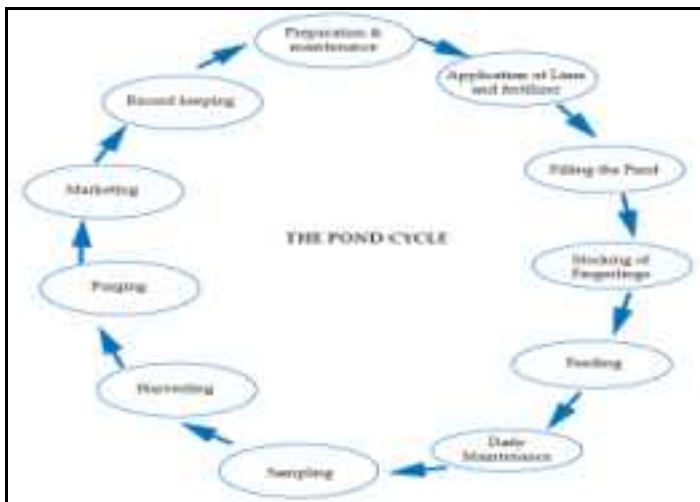 Preparation &
maintenance
Application of Lime
and fertilizer
Filling the Pond
Stocking of
Fingerlings
Feeding
Daily
Maintenance
Sampling
Harvesting
Purging
Marketing
Record keeping
THE POND CYCLE